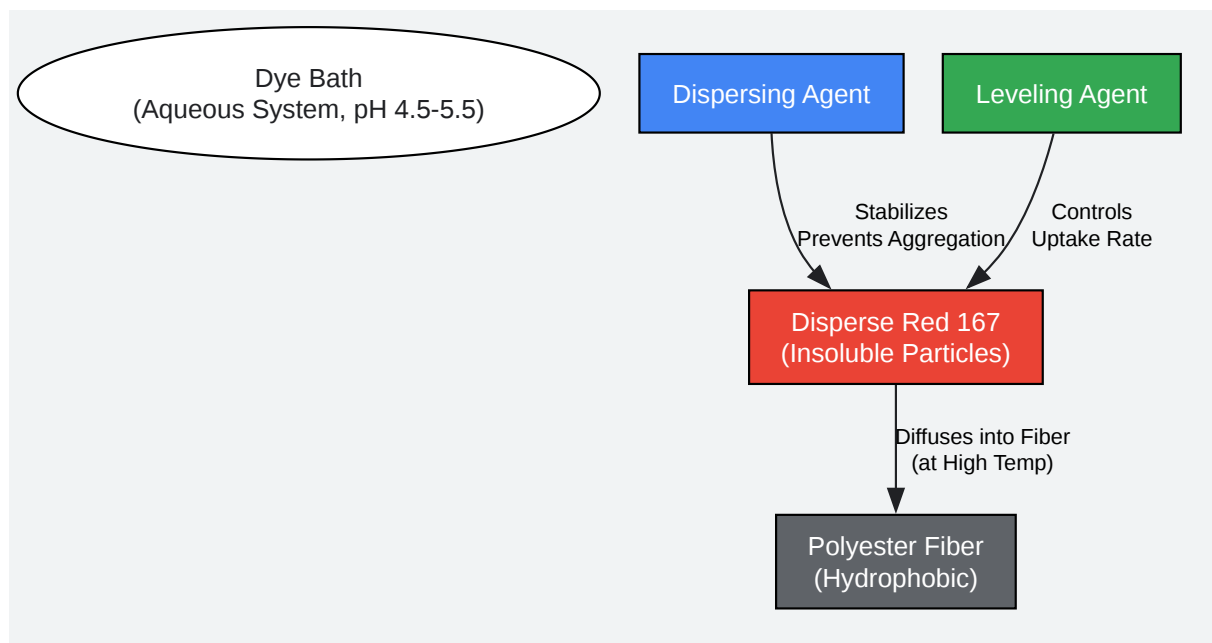 Dye Bath
(Aqueous System, pH 4.5-5.5)
Dispersing Agent
Leveling Agent
Stabilizes
Prevents Aggregation
Controls
Uptake Rate
Disperse Red 167
(Insoluble Particles)
Diffuses into Fiber
(at High Temp)
Polyester Fiber
(Hydrophobic)